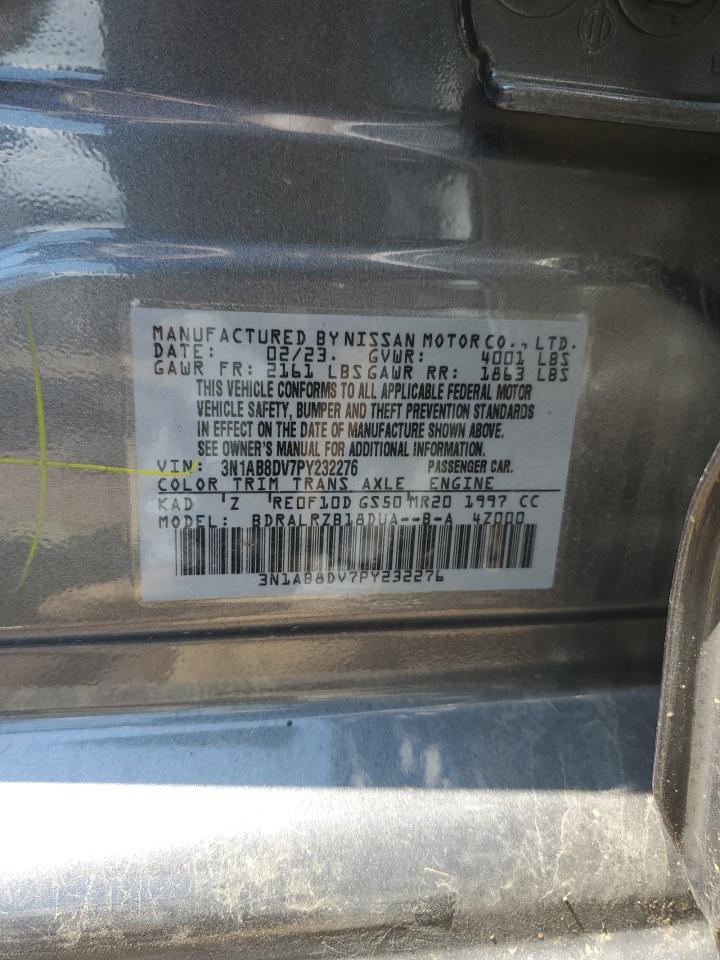 MANUFACTURED BY NISSAN MOTOR CO., LTD.
DATE: 02/23. GVWR: 4001 LBS
GAWR FR: 2161 LBS GAWR RR: 1863 LBS
THIS VEHICLE CONFORMS TO ALL APPLICABLE FEDERAL MOTOR
VEHICLE SAFETY, BUMPER AND THEFT PREVENTION STANDARDS
IN EFFECT ON THE DATE OF MANUFACTURE SHOWN ABOVE.
SEE OWNER'S MANUAL FOR ADDITIONAL INFORMATION.
VIN: 3N1AB8DV7PY232276 PASSENGER CAR.
COLOR TRIM TRANS AXLE ENGINE
KAD 'Z RE0F10D GS50 MR20 1997 CC
MODEL: BDRALRZB18DUA--B-A 4Z000
3N1AB8DV7PY232276